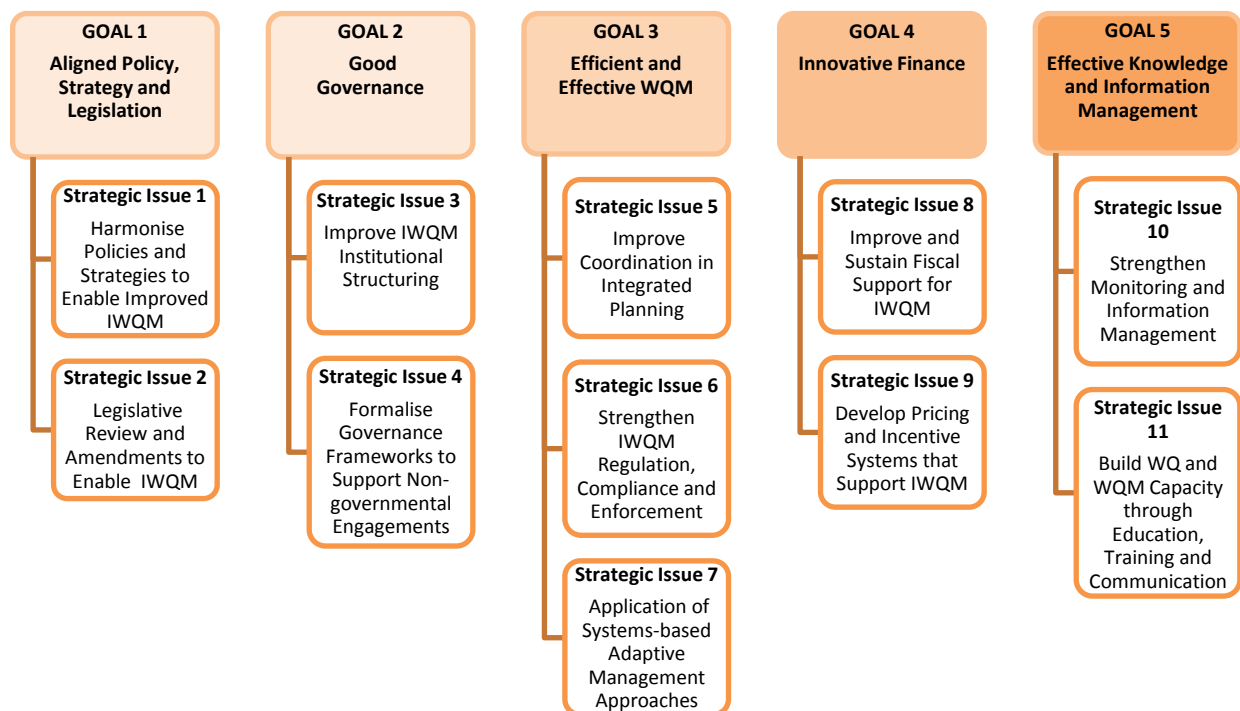 GOAL 1
Aligned Policy,
Strategy and
Legislation
Strategic Issue 1
Harmonise
Policies and
Strategies to
Enable Improved
IWQM
Strategic Issue 2
Legislative
Review and
Amendments to
Enable IWQM
GOAL 2
Good
Governance
Strategic Issue 3
Improve IWQM
Institutional
Structuring
Strategic Issue 4
Formalise
Governance
Frameworks to
Support Non-
governmental
Engagements
GOAL 3
Efficient and
Effective WQM
Strategic Issue 5
Improve
Coordination in
Integrated
Planning
Strategic Issue 6
Strengthen
IWQM
Regulation,
Compliance and
Enforcement
Strategic Issue 7
Application of
Systems-based
Adaptive
Management
Approaches
GOAL 4
Innovative Finance
Strategic Issue 8
Improve and
Sustain Fiscal
Support for
IWQM
Strategic Issue 9
Develop Pricing
and Incentive
Systems that
Support IWQM
GOAL 5
Effective Knowledge
and Information
Management
Strategic Issue
10
Strengthen
Monitoring and
Information
Management
Strategic Issue
11
Build WQ and
WQM Capacity
through
Education,
Training and
Communication